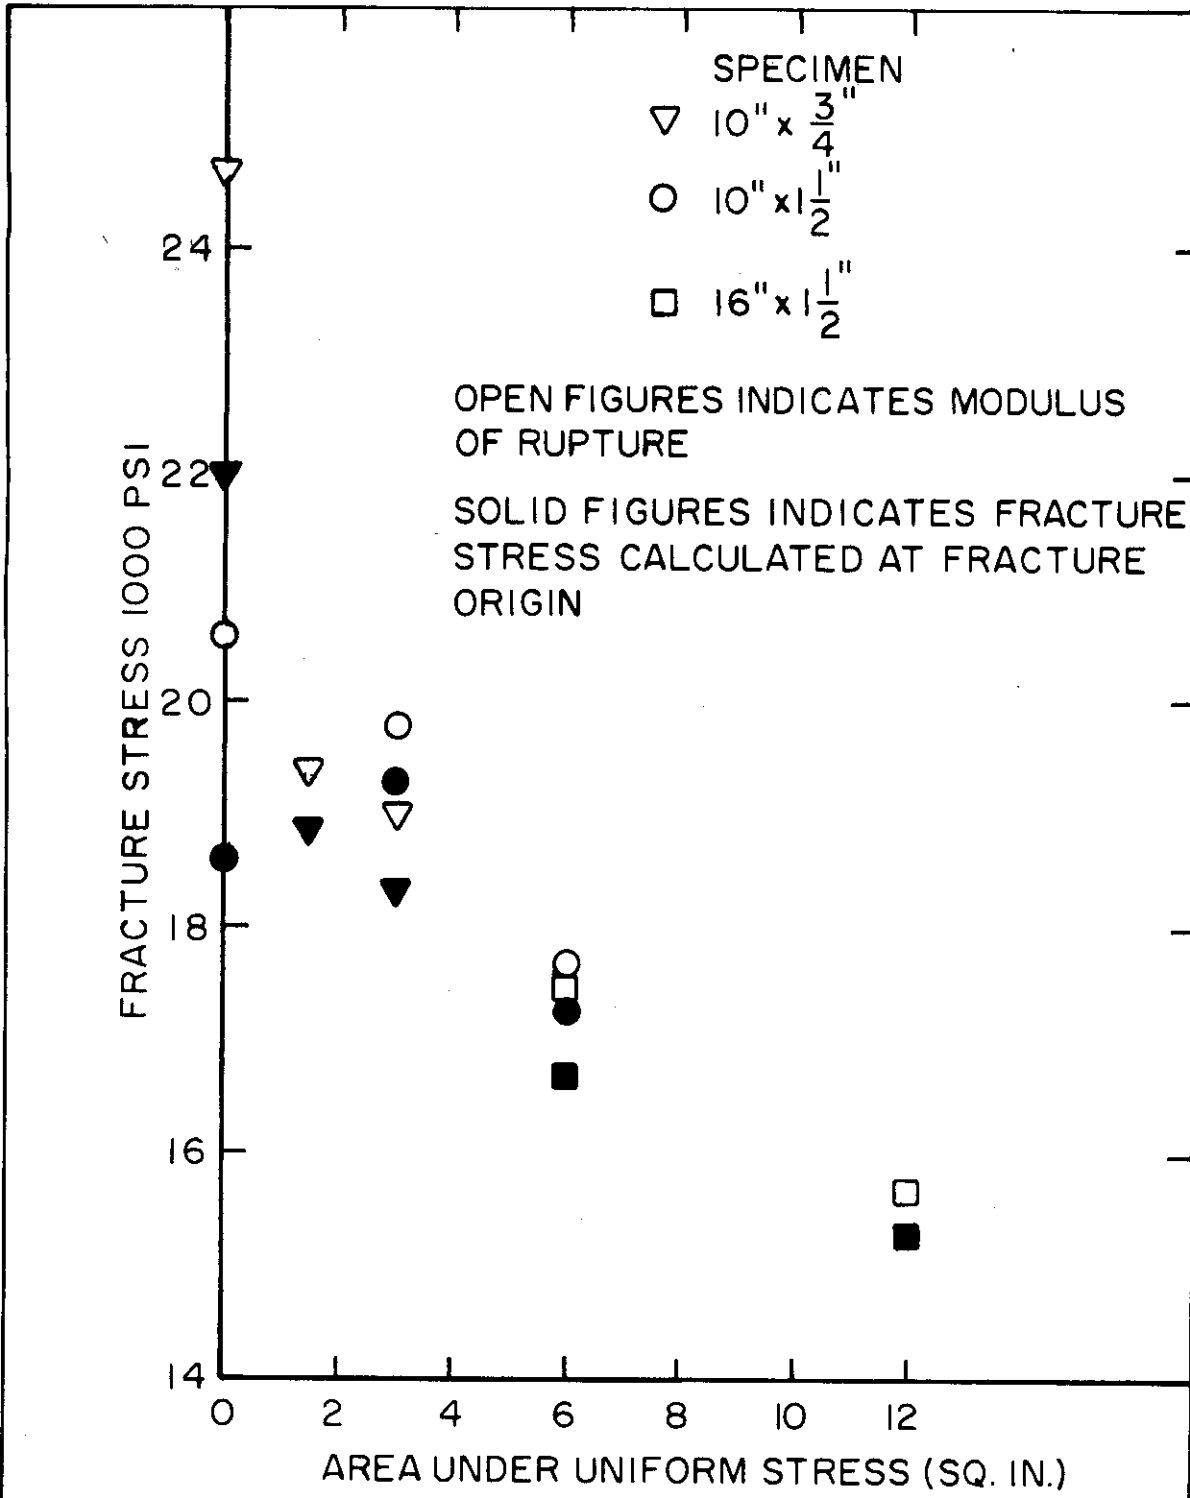 SPECIMEN
▽ 10" x 3/4"
○ 10" x 1 1/2"
□ 16" x 1 1/2"
OPEN FIGURES INDICATES MODULUS
OF RUPTURE
SOLID FIGURES INDICATES FRACTURE
STRESS CALCULATED AT FRACTURE
ORIGIN
FRACTURE STRESS 1000 PSI
24
22
20
18
16
14
0 2 4 6 8 10 12
AREA UNDER UNIFORM STRESS (SQ. IN.)